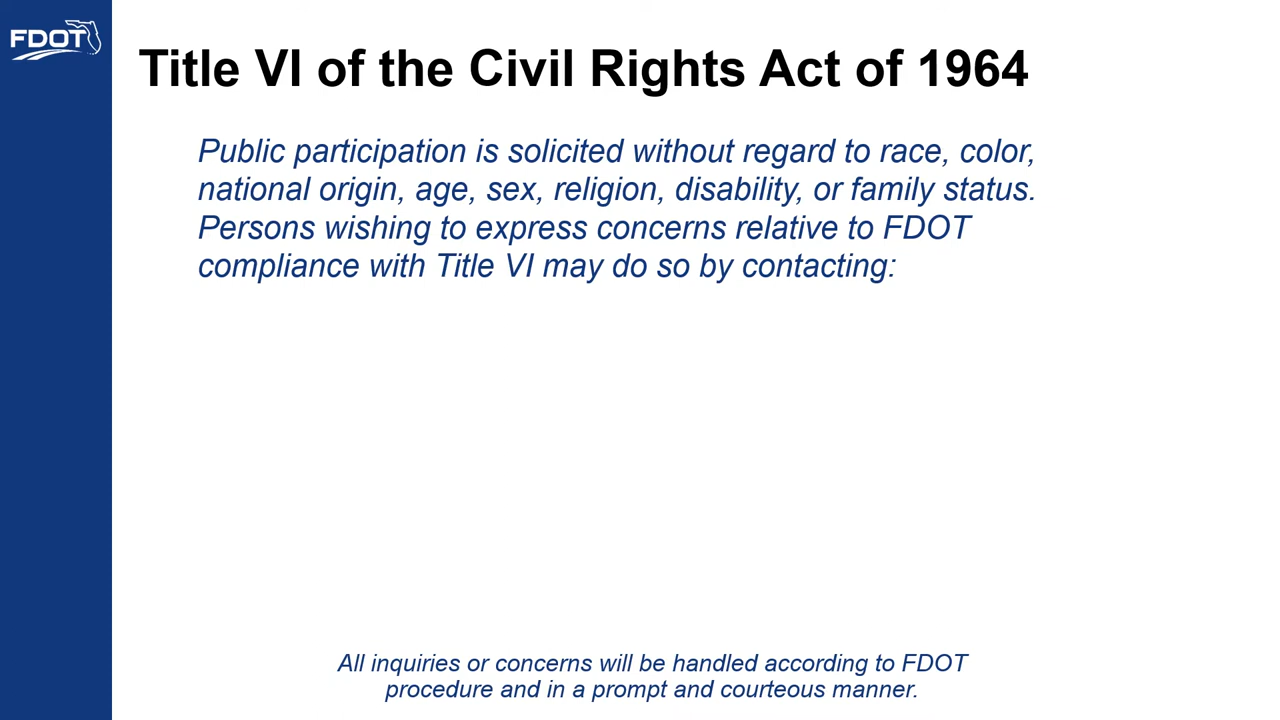 FDOT
Title VI of the Civil Rights Act of 1964
Public participation is solicited without regard to race, color,
national origin, age, sex, religion, disability, or family status.
Persons wishing to express concerns relative to FDOT
compliance with Title VI may do so by contacting:
All inquiries or concerns will be handled according to FDOT
procedure and in a prompt and courteous manner.